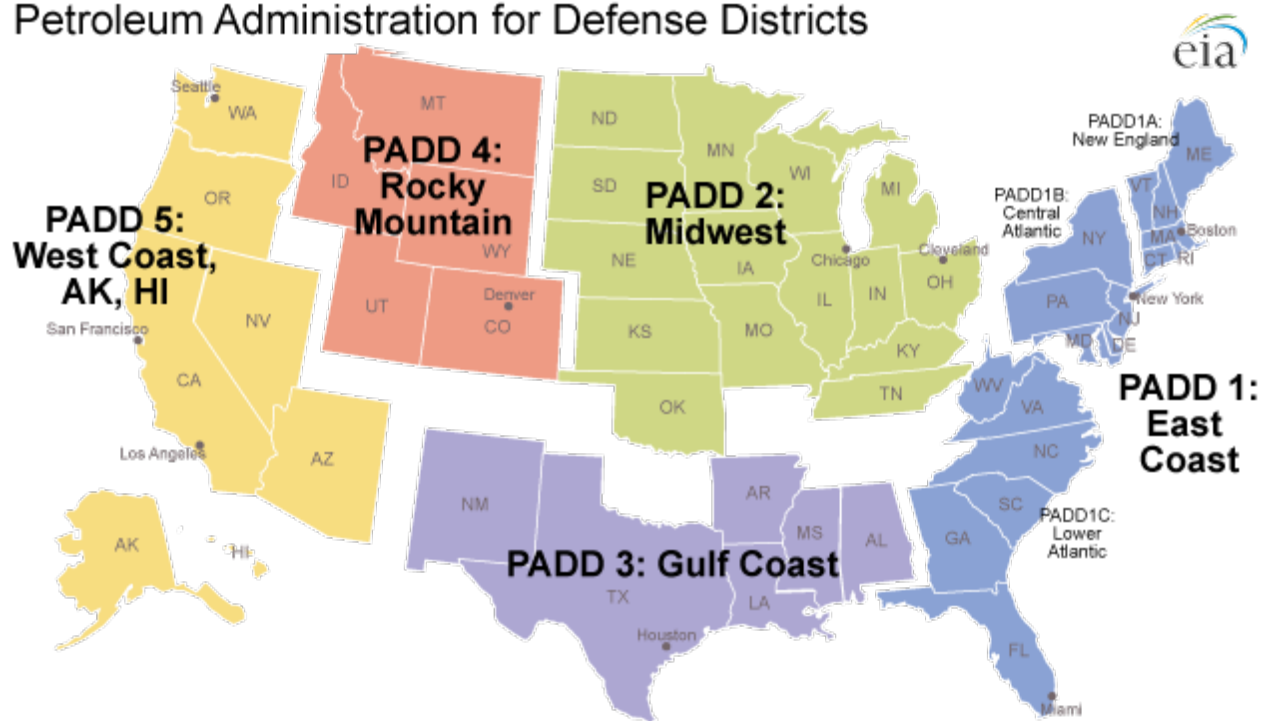 Petroleum Administration for Defense Districts
eia
Seattle
WA
OR
PADD 5:
West Coast,
AK, HI
San Francisco
NV
CA
Los Angeles
AZ
AK
HI
MT
PADD 4:
Rocky
Mountain
ID
WY
UT
Denver
CO
ND
MN
SD
WI
MI
PADD 2:
Midwest
NE
IA
Chicago
Cleveland
IL
IN
OH
KS
MO
KY
OK
TN
NM
AR
MS
AL
PADD 3: Gulf Coast
TX
LA
Houston
PADD1A:
New England
ME
VT
NH
MA
Boston
CT
RI
PADD1B:
Central
Atlantic
NY
PA
New York
NJ
MD
DE
PADD 1:
East
Coast
WV
VA
NC
SC
GA
PADD1C:
Lower
Atlantic
FL
Miami